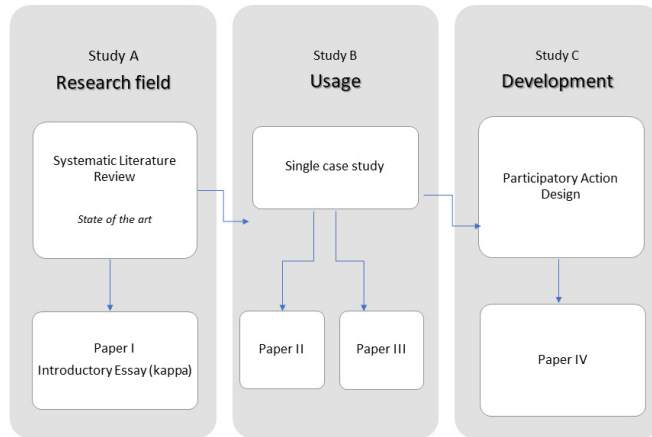 Study A
Research field
Systematic Literature
Review
State of the art
Paper I
Introductory Essay (kappa)
Study B
Usage
Single case study
Paper II
Paper III
Study C
Development
Participatory Action
Design
Paper IV